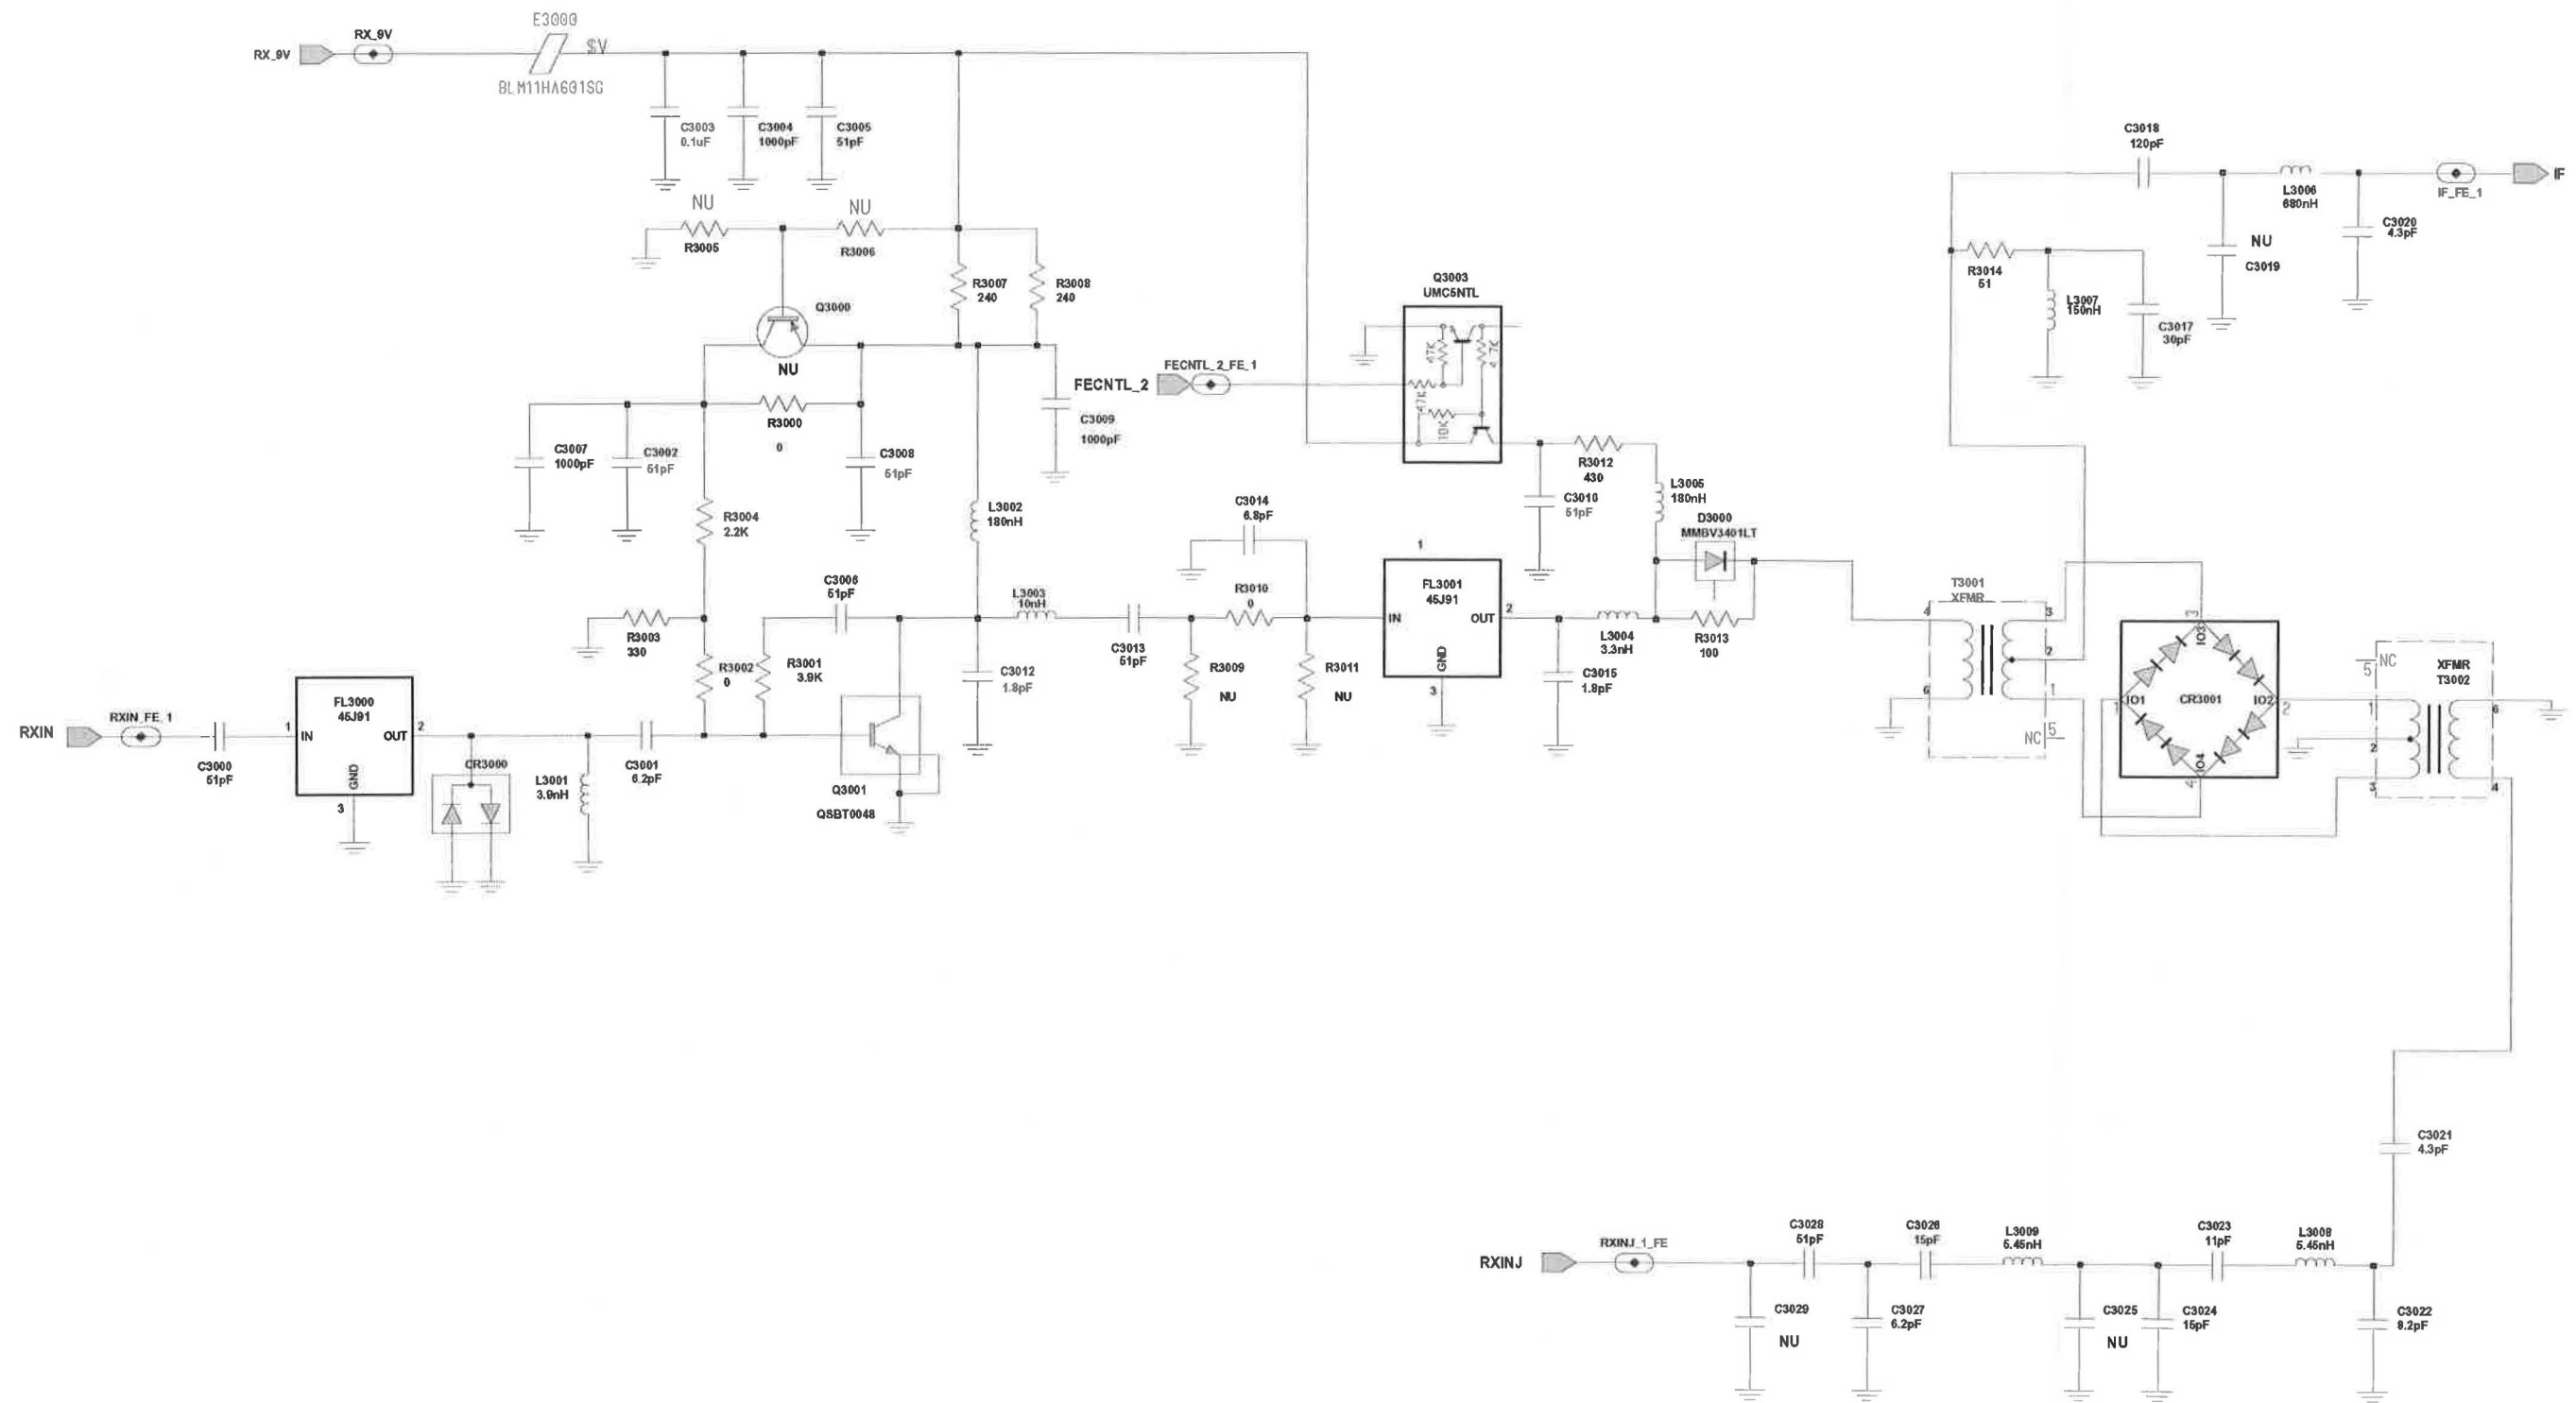 E3000
RX_9V
RX_9V
9V
BLM11HA601SG
C3003
0.1uF
C3004
1000pF
C3005
51pF
NU
R3005
NU
R3006
R3007
240
R3008
240
Q3000
NU
R3000
0
C3007
1000pF
C3002
51pF
C3008
51pF
C3009
1000pF
R3004
2.2K
L3002
180nH
R3003
330
R3002
0
R3001
3.9K
C3006
51pF
L3003
10nH
C3013
51pF
C3012
1.8pF
C3014
6.8pF
R3010
0
R3009
NU
R3011
NU
Q3003
UMC5NTL
47K
4.7K
47K
10K
FECNTL_2
FECNTL_2_FE_1
R3012
430
C3010
51pF
L3005
180nH
D3000
MMBV3401LT
1
FL3001
45J91
IN
OUT
2
GND
3
L3004
3.3nH
R3013
100
C3015
1.8pF
C3018
120pF
L3006
680nH
IF_FE_1
IF
C3020
4.3pF
NU
C3019
R3014
51
L3007
150nH
C3017
30pF
T3001
XFMR
4
3
2
6
1
NC
5
3
IO3
IO1
1
CR3001
IO2
2
IO4
4
NC
5
XFMR
T3002
1
2
3
6
4
RXIN
RXIN_FE_1
C3000
51pF
FL3000
45J91
1
IN
OUT
2
GND
3
CR3000
L3001
3.9nH
C3001
6.2pF
Q3001
QSBT0048
C3021
4.3pF
RXINJ
RXINJ_1_FE
C3028
51pF
C3026
15pF
L3009
5.45nH
C3023
11pF
L3008
5.45nH
C3029
NU
C3027
6.2pF
C3025
NU
C3024
15pF
C3022
8.2pF